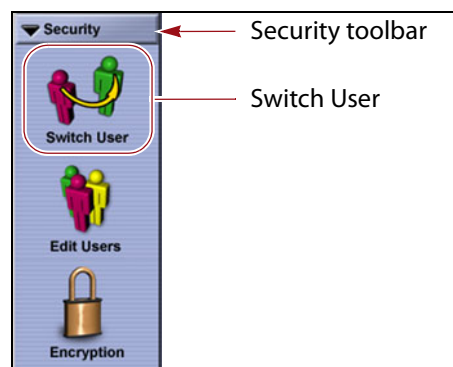 Security
Security toolbar
Switch User
Switch User
Edit Users
Encryption